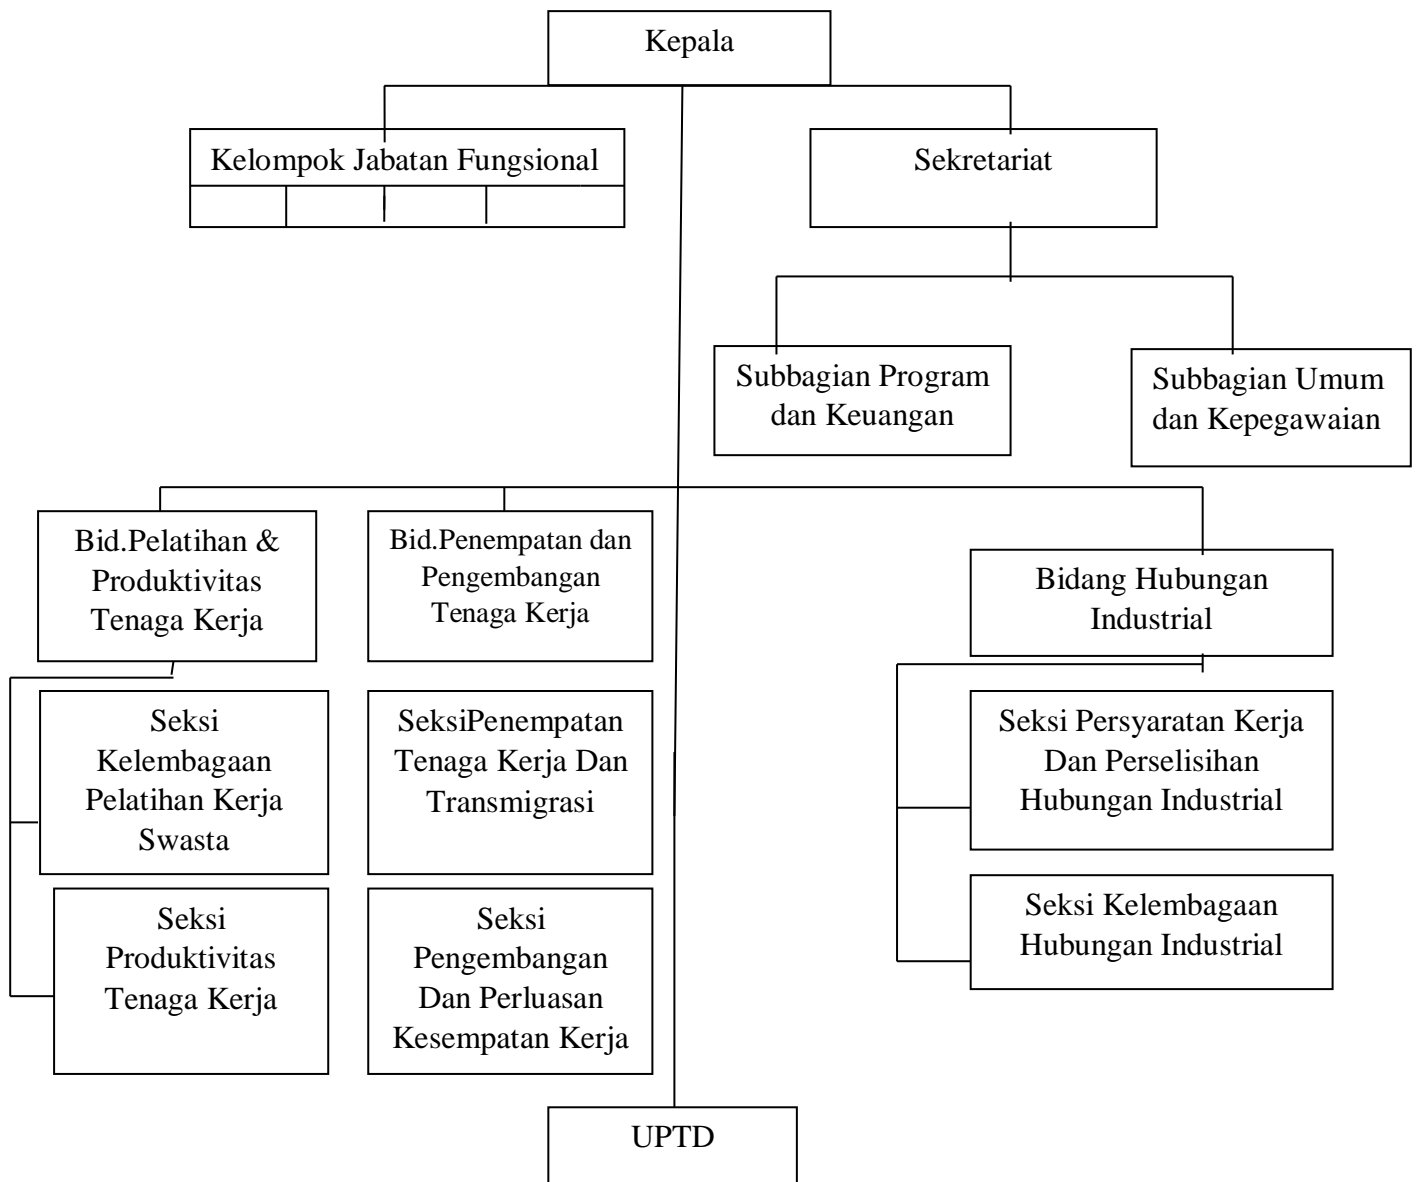 Kepala
Kelompok Jabatan Fungsional
Sekretariat
Subbagian Program
dan Keuangan
Subbagian Umum
dan Kepegawaian
Bid.Pelatihan &
Produktivitas
Tenaga Kerja
Bid.Penempatan dan
Pengembangan
Tenaga Kerja
Bidang Hubungan
Industrial
Seksi
Kelembagaan
Pelatihan Kerja
Swasta
SeksiPenempatan
Tenaga Kerja Dan
Transmigrasi
Seksi Persyaratan Kerja
Dan Perselisihan
Hubungan Industrial
Seksi
Produktivitas
Tenaga Kerja
Seksi
Pengembangan
Dan Perluasan
Kesempatan Kerja
Seksi Kelembagaan
Hubungan Industrial
UPTD